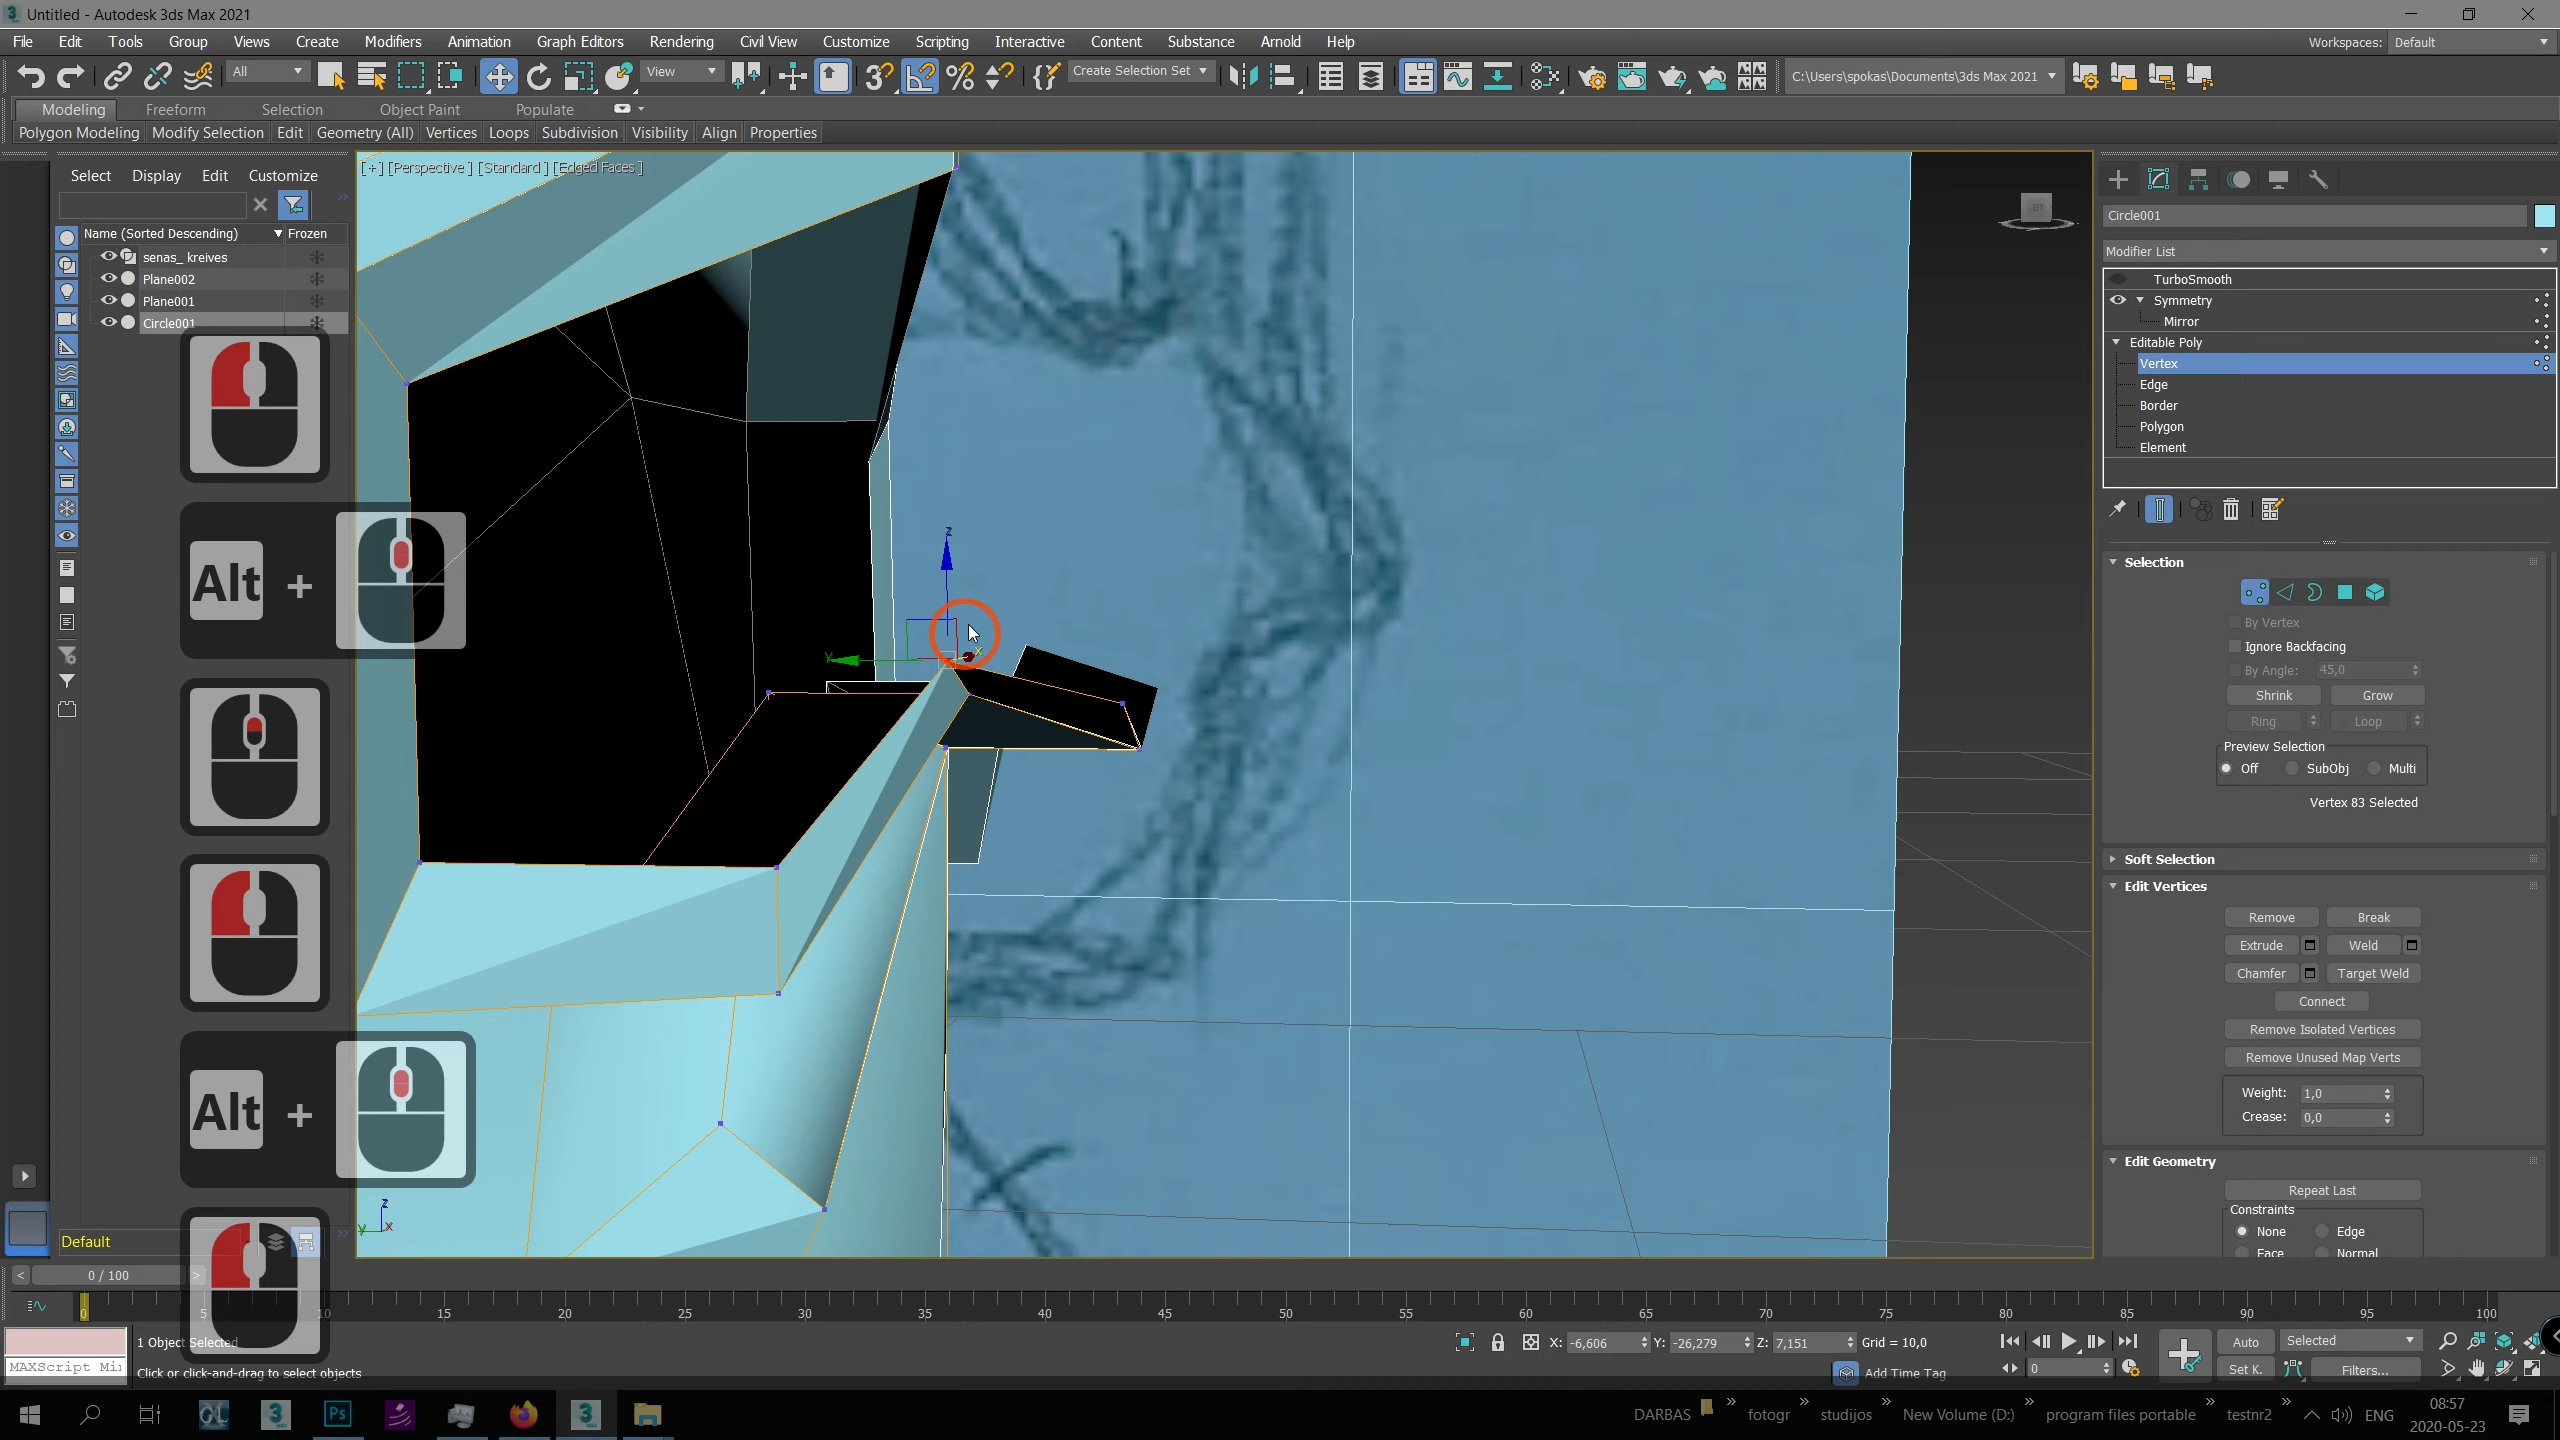 Untitled - Autodesk 3ds Max 2021
File Edit Tools Group Views Create Modifiers Animation Graph Editors Rendering Civil View Customize Scripting Interactive Content Substance Arnold Help
Workspaces: Default
All View Create Selection Set C:\Users\spokas\Documents\3ds Max 2021
Modeling Freeform Selection Object Paint Populate
Polygon Modeling Modify Selection Edit Geometry (All) Vertices Loops Subdivision Visibility Align Properties
Select Display Edit Customize
Name (Sorted Descending) Frozen
senas_ kreives
Plane002
Plane001
Circle001
Alt +
Alt +
Default
[+] [Perspective ] [Standard ] [Edged Faces ]
z
y
x
z
y
x
Circle001
Modifier List
TurboSmooth
Symmetry
Mirror
Editable Poly
Vertex
Edge
Border
Polygon
Element
Selection
By Vertex
Ignore Backfacing
By Angle: 45,0
Shrink Grow
Ring Loop
Preview Selection
Off SubObj Multi
Vertex 83 Selected
Soft Selection
Edit Vertices
Remove Break
Extrude Weld
Chamfer Target Weld
Connect
Remove Isolated Vertices
Remove Unused Map Verts
Weight: 1,0
Crease: 0,0
Edit Geometry
Repeat Last
Constraints
None Edge
Face Normal
< 0 / 100 >
0 5 10 15 20 25 30 35 40 45 50 55 60 65 70 75 80 85 90 95 100
1 Object Selected
MAXScript Mi
Click or click-and-drag to select objects
X: -6,606 Y: -26,279 Z: 7,151 Grid = 10,0
Add Time Tag
Auto Selected
0 Set K. Filters...
DARBAS » fotogr » studijos » New Volume (D:) » program files portable » testnr2 » ENG
08:57
2020-05-23